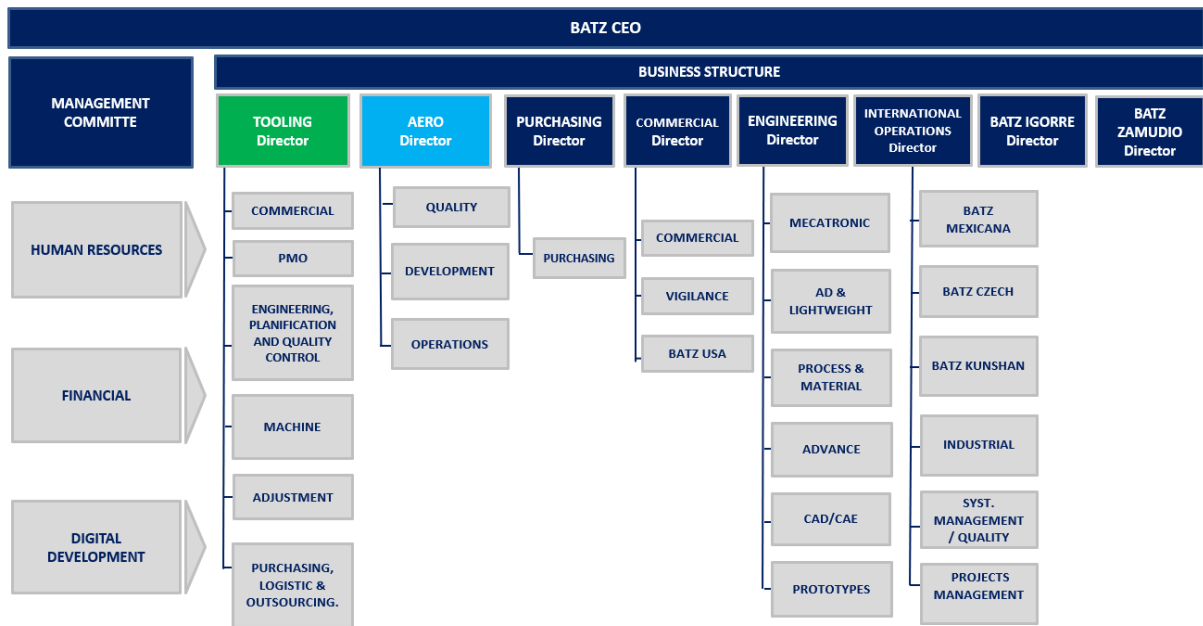 BATZ CEO
MANAGEMENT
COMMITTE
BUSINESS STRUCTURE
TOOLING
Director
AERO
Director
PURCHASING
Director
COMMERCIAL
Director
ENGINEERING
Director
INTERNATIONAL
OPERATIONS
Director
BATZ IGORRE
Director
BATZ
ZAMUDIO
Director
HUMAN RESOURCES
FINANCIAL
DIGITAL
DEVELOPMENT
COMMERCIAL
PMO
ENGINEERING,
PLANIFICATION
AND QUALITY
CONTROL
MACHINE
ADJUSTMENT
PURCHASING,
LOGISTIC &
OUTSOURCING.
QUALITY
DEVELOPMENT
OPERATIONS
PURCHASING
COMMERCIAL
VIGILANCE
BATZ USA
MECATRONIC
AD &
LIGHTWEIGHT
PROCESS &
MATERIAL
ADVANCE
CAD/CAE
PROTOTYPES
BATZ
MEXICANA
BATZ CZECH
BATZ KUNSHAN
INDUSTRIAL
SYST.
MANAGEMENT
/ QUALITY
PROJECTS
MANAGEMENT